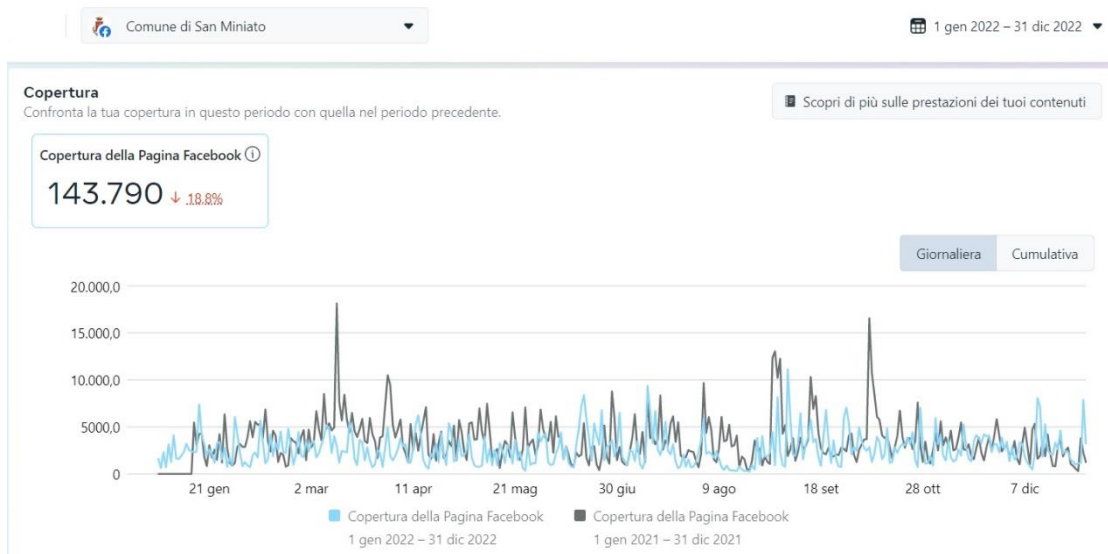 Comune di San Miniato
1 gen 2022 – 31 dic 2022
Copertura
Confronta la tua copertura in questo periodo con quella nel periodo precedente.
Scopri di più sulle prestazioni dei tuoi contenuti
Copertura della Pagina Facebook
143.790 ↓ 18.8%
Giornaliera Cumulativa
20.000,0
15.000,0
10.000,0
5000,0
0
21 gen 2 mar 11 apr 21 mag 30 giu 9 ago 18 set 28 ott 7 dic
Copertura della Pagina Facebook Copertura della Pagina Facebook
1 gen 2022 – 31 dic 2022 1 gen 2021 – 31 dic 2021